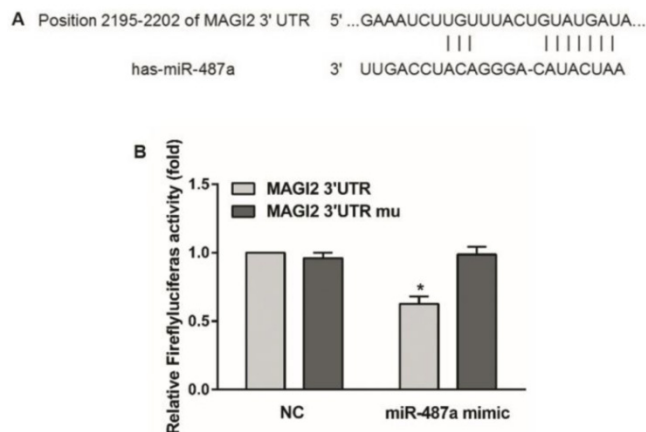 A Position 2195-2202 of MAGI2 3' UTR 5' ...GAAAUCUUGUUUACUGUAUGAUA...
has-miR-487a 3' UUGACCUACAGGGA-CAUACUAA
B
Relative Fireflyluciferas activity (fold)
MAGI2 3'UTR
MAGI2 3'UTR mu
1.5
1.0
0.5
0.0
*
NC miR-487a mimic